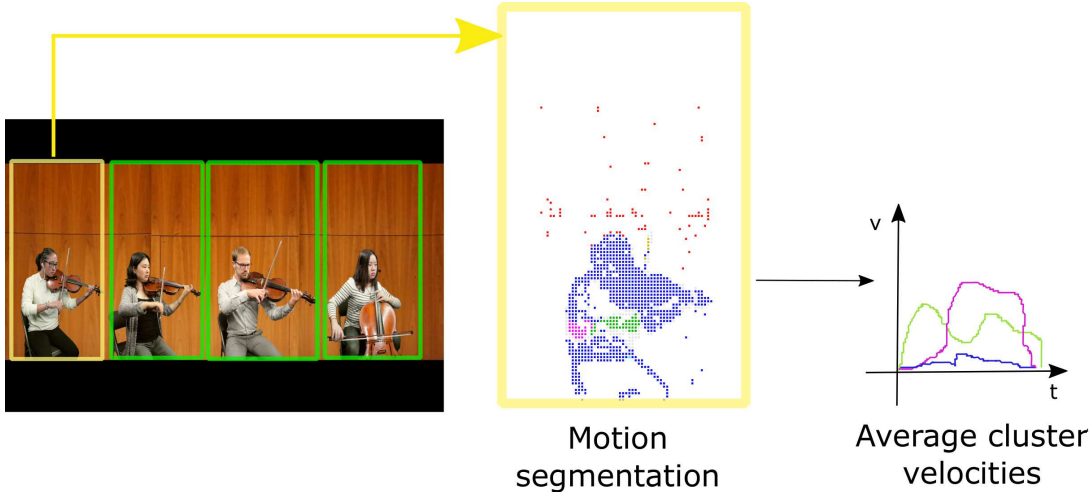 v
t
Motion
segmentation
Average cluster
velocities